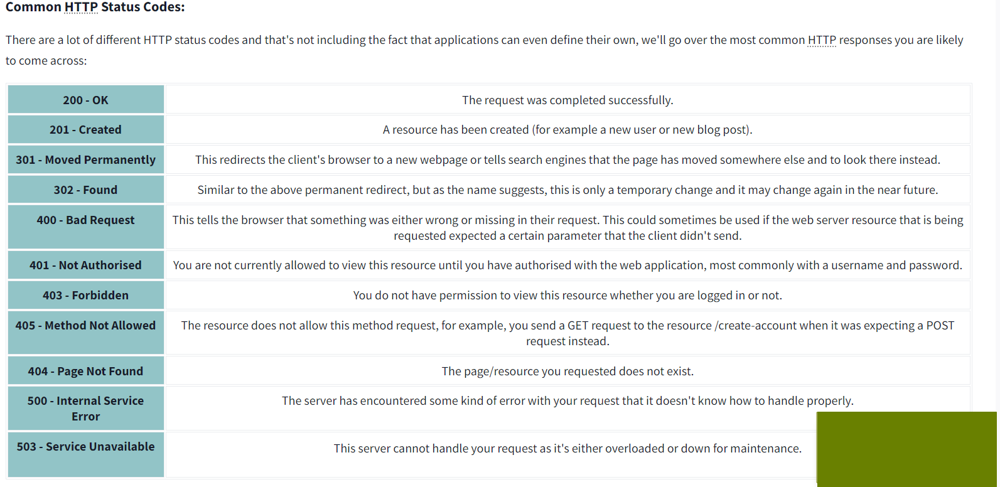 Common HTTP Status Codes:
There are a lot of different HTTP status codes and that's not including the fact that applications can even define their own, we'll go over the most common HTTP responses you are likely
to come across:
200 - OK
The request was completed successfully.
201 - Created
A resource has been created (for example a new user or new blog post).
301 - Moved Permanently
This redirects the client's browser to a new webpage or tells search engines that the page has moved somewhere else and to look there instead.
302 - Found
Similar to the above permanent redirect, but as the name suggests, this is only a temporary change and it may change again in the near future.
400 - Bad Request
This tells the browser that something was either wrong or missing in their request. This could sometimes be used if the web server resource that is being
requested expected a certain parameter that the client didn't send.
401 - Not Authorised
You are not currently allowed to view this resource until you have authorised with the web application, most commonly with a username and password.
403 - Forbidden
You do not have permission to view this resource whether you are logged in or not.
405 - Method Not Allowed
The resource does not allow this method request, for example, you send a GET request to the resource /create-account when it was expecting a POST
request instead.
404 - Page Not Found
The page/resource you requested does not exist.
500 - Internal Service
Error
The server has encountered some kind of error with your request that it doesn't know how to handle properly.
503 - Service Unavailable
This server cannot handle your request as it's either overloaded or down for maintenance.